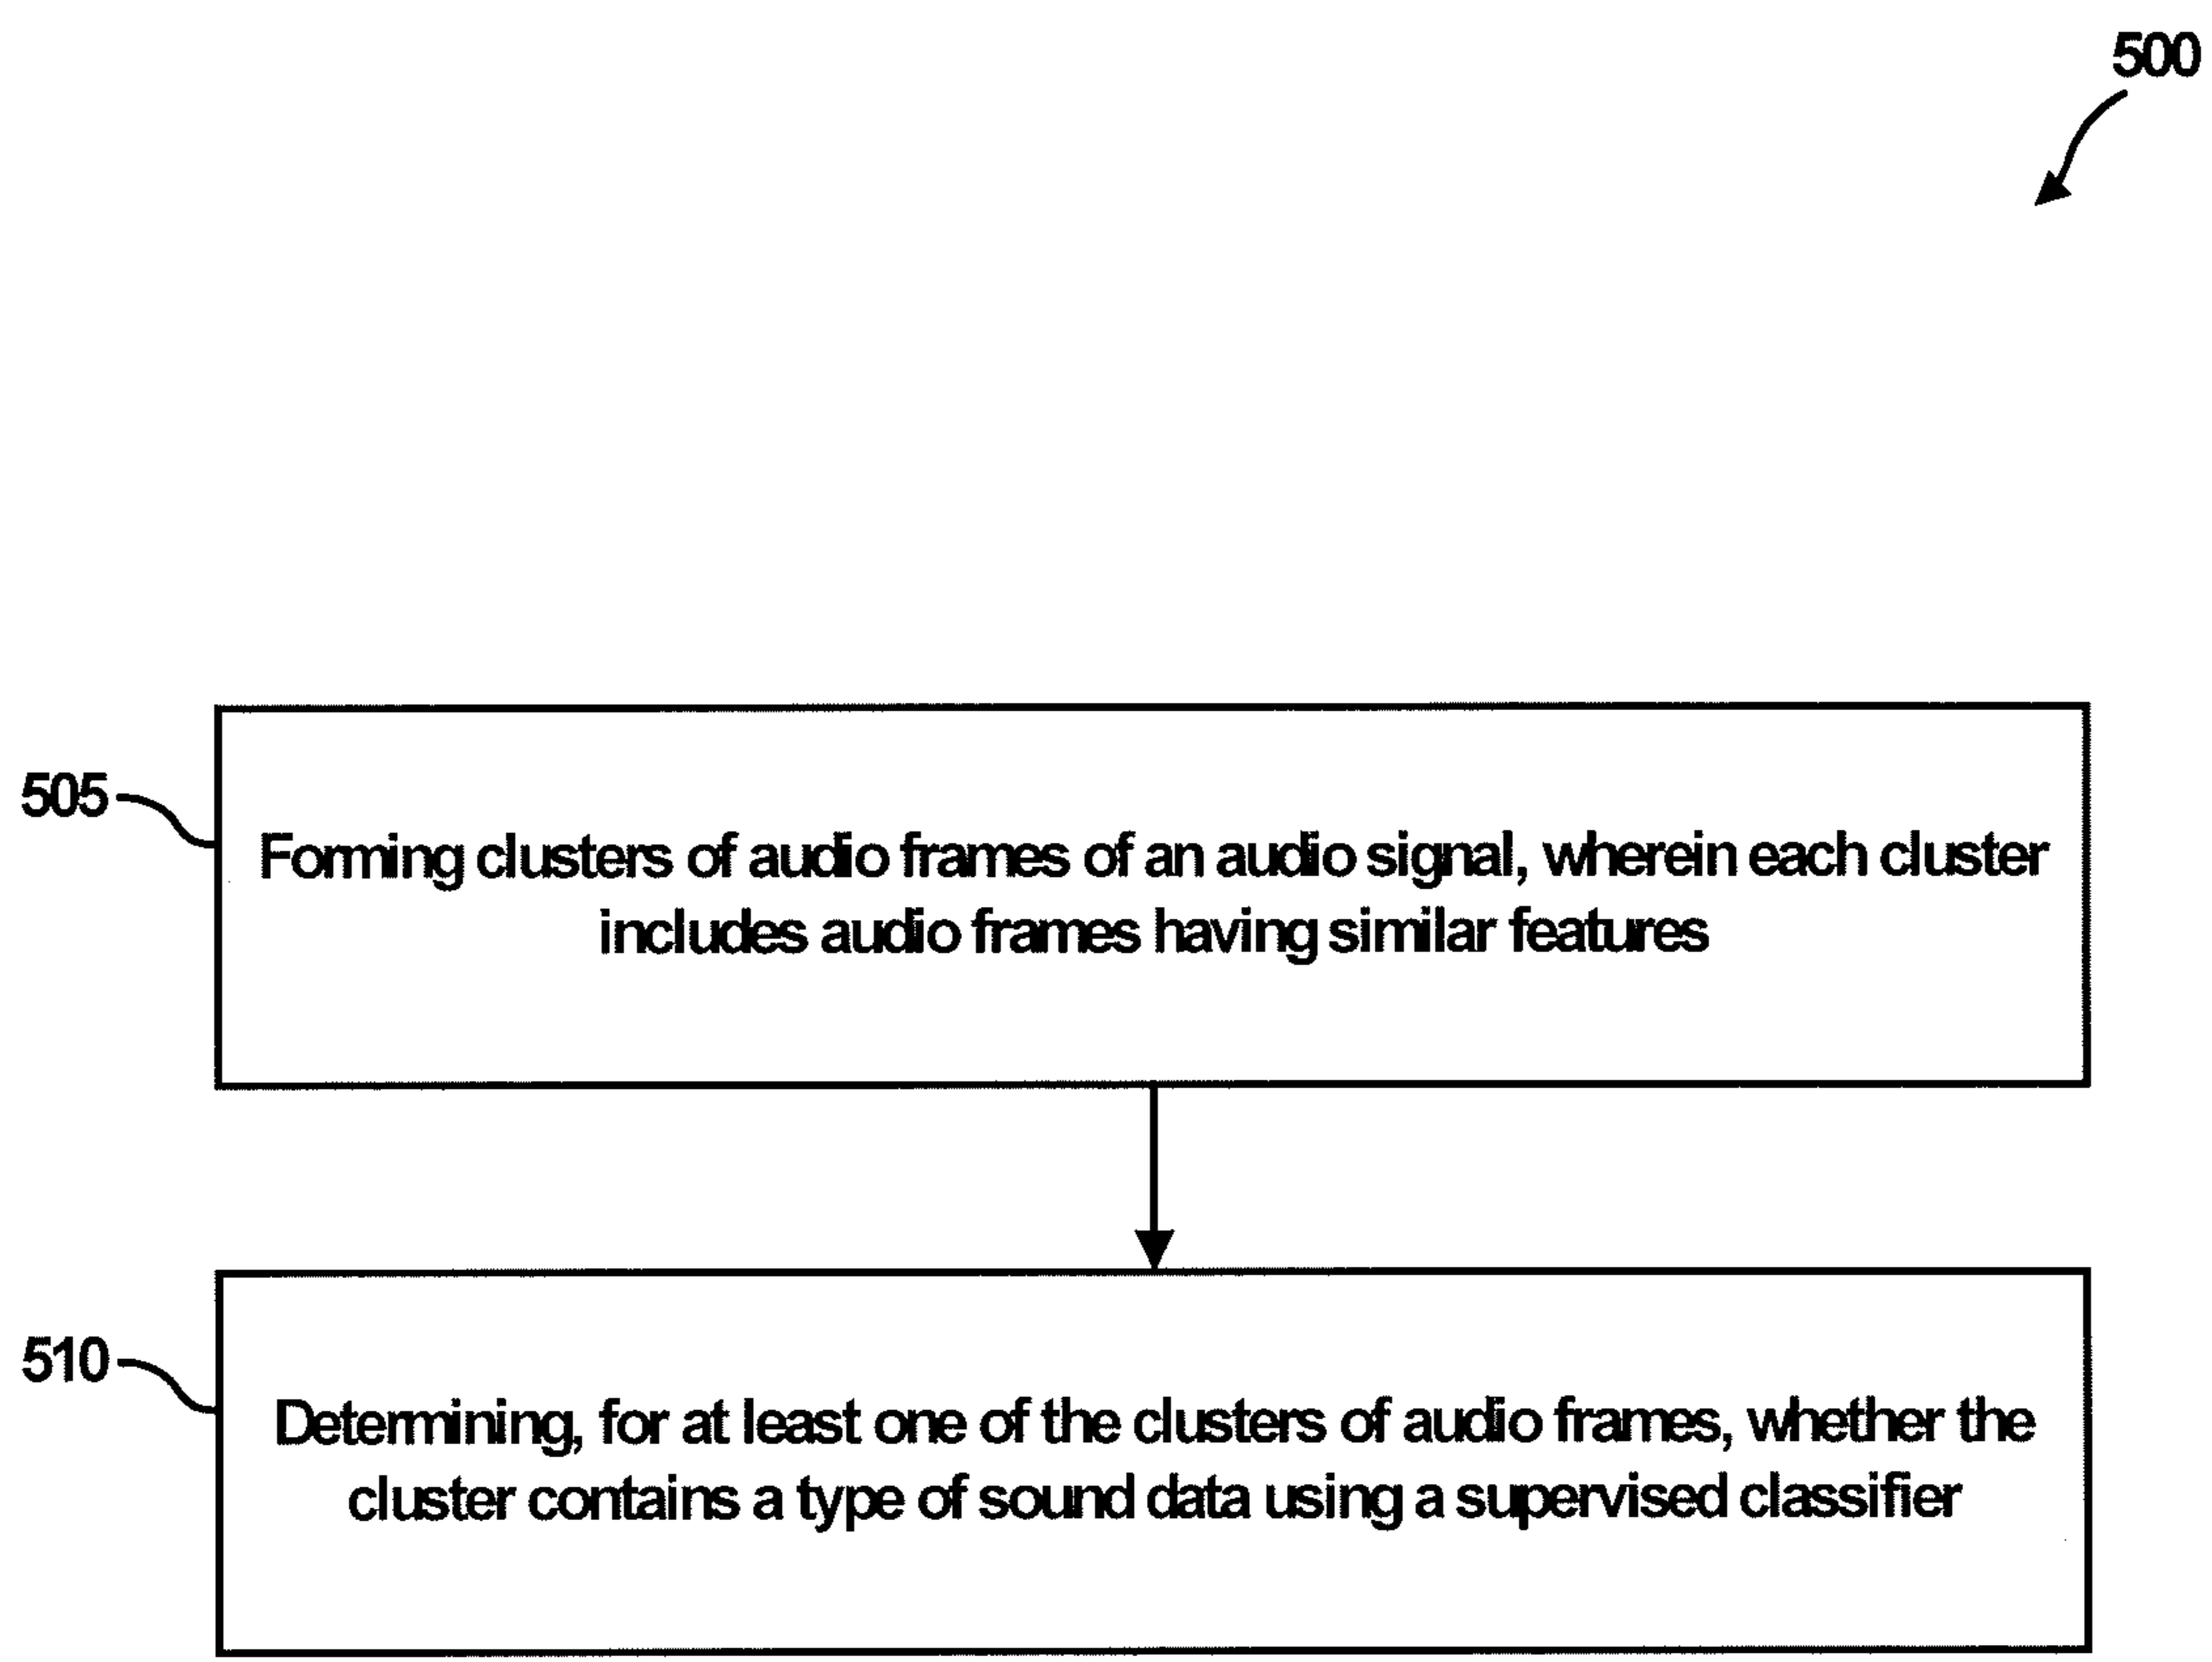 500
505
Forming clusters of audio frames of an audio signal, wherein each cluster
includes audio frames having similar features
510
Determining, for at least one of the clusters of audio frames, whether the
cluster contains a type of sound data using a supervised classifier